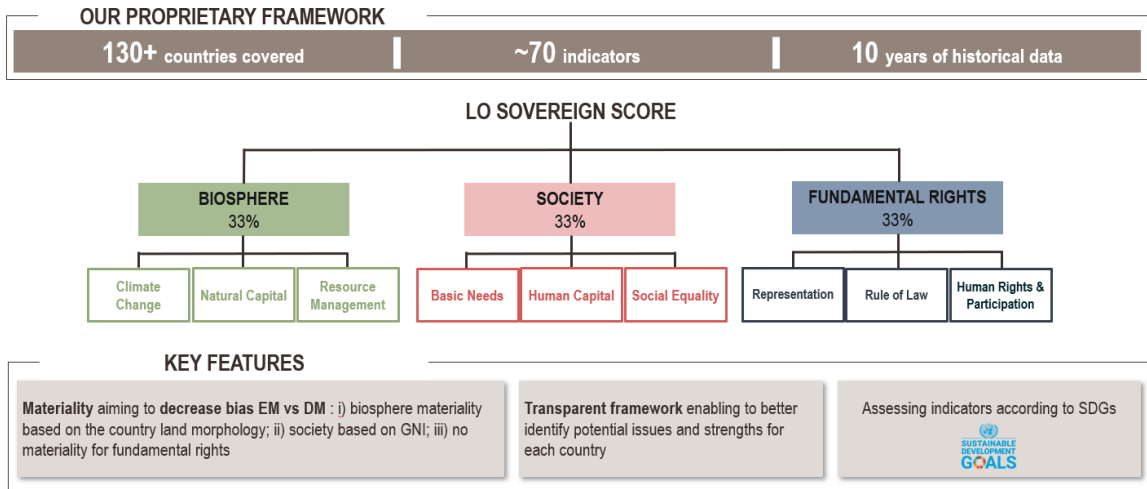 OUR PROPRIETARY FRAMEWORK
130+ countries covered
~70 indicators
10 years of historical data
LO SOVEREIGN SCORE
BIOSPHERE
33%
SOCIETY
33%
FUNDAMENTAL RIGHTS
33%
Climate
Change
Natural Capital
Resource
Management
Basic Needs
Human Capital
Social Equality
Representation
Rule of Law
Human Rights &
Participation
KEY FEATURES
Materiality aiming to decrease bias EM vs DM : i) biosphere materiality
based on the country land morphology; ii) society based on GNI; iii) no
materiality for fundamental rights
Transparent framework enabling to better
identify potential issues and strengths for
each country
Assessing indicators according to SDGs
SUSTAINABLE
DEVELOPMENT
GOALS